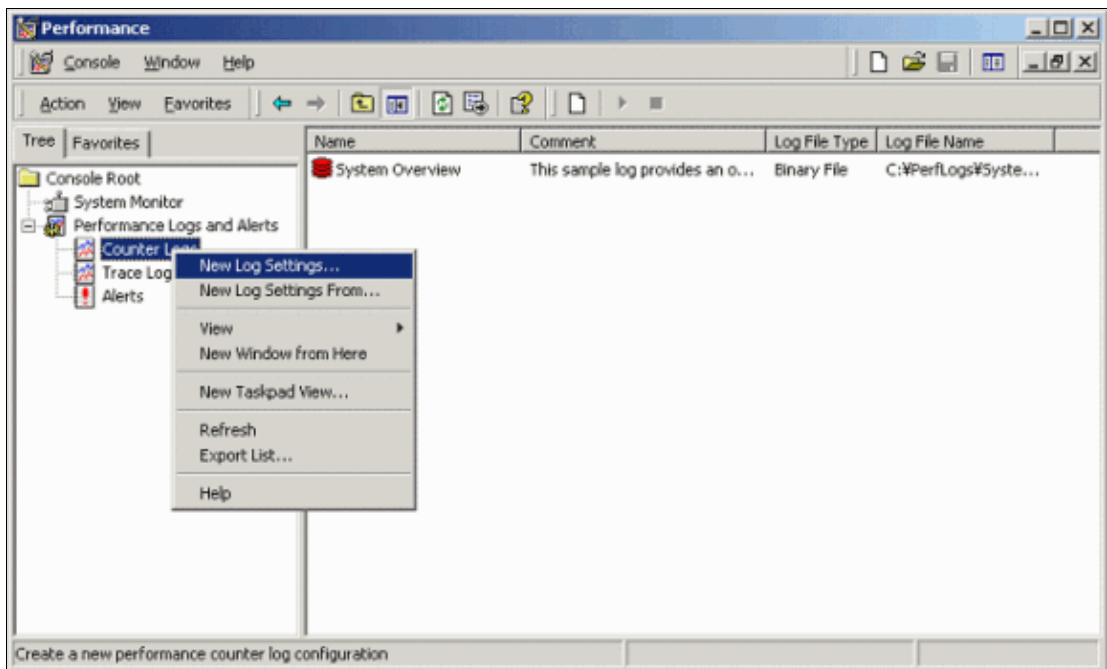 Performance
Console Window Help
Action View Favorites
Tree Favorites
Name Comment Log File Type Log File Name
Console Root
System Monitor
Performance Logs and Alerts
Counter Logs
Trace Log
Alerts
System Overview This sample log provides an o... Binary File C:¥PerfLogs¥Syste...
New Log Settings...
New Log Settings From...
View
New Window from Here
New Taskpad View...
Refresh
Export List...
Help
Create a new performance counter log configuration